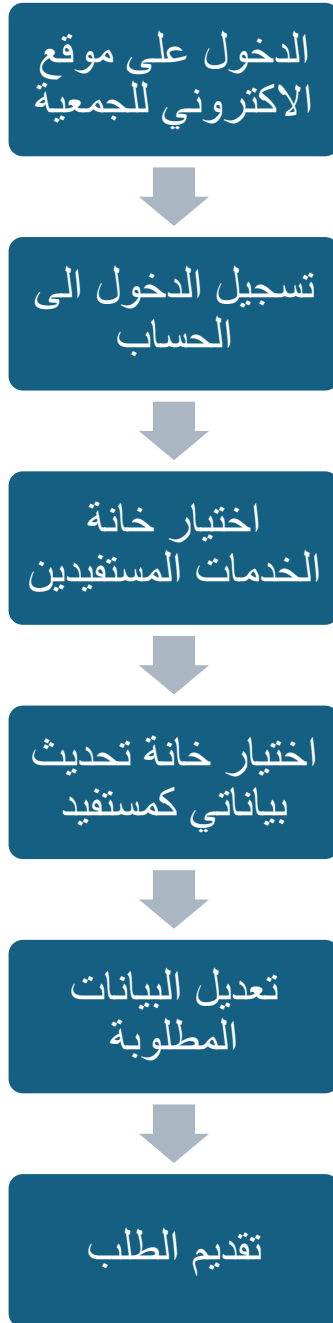 الدخول على موقع
الاكتروني للجمعية
تسجيل الدخول الى
الحساب
اختيار خانة
الخدمات المستفيدين
اختيار خانة تحديث
بياناتي كمستفيد
تعديل البيانات
المطلوبة
تقديم الطلب